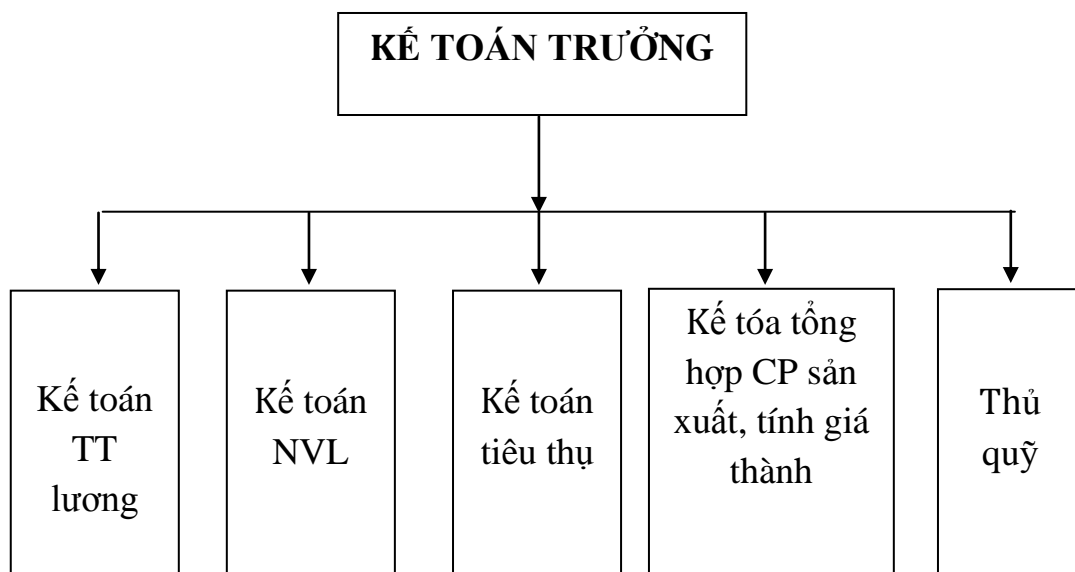 KẾ TOÁN TRƯỞNG
Kế toán
TT
lương
Kế toán
NVL
Kế toán
tiêu thụ
Kế tóa tổng
hợp CP sản
xuất, tính giá
thành
Thủ
quỹ